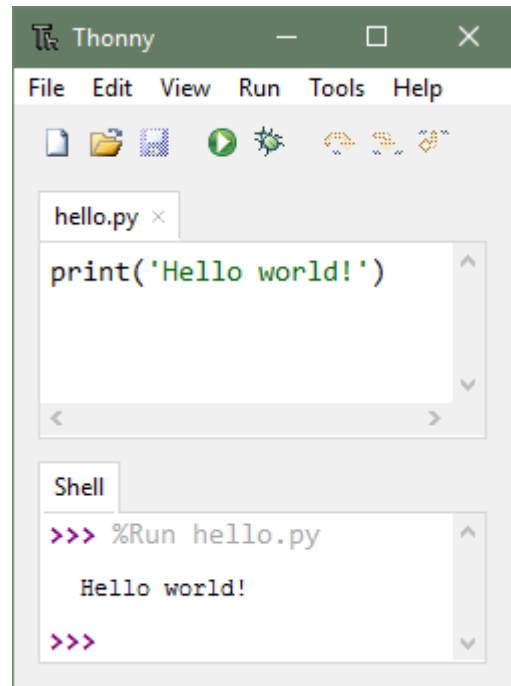 Thonny
File Edit View Run Tools Help
hello.py
print('Hello world!')
Shell
>>> %Run hello.py
Hello world!
>>>